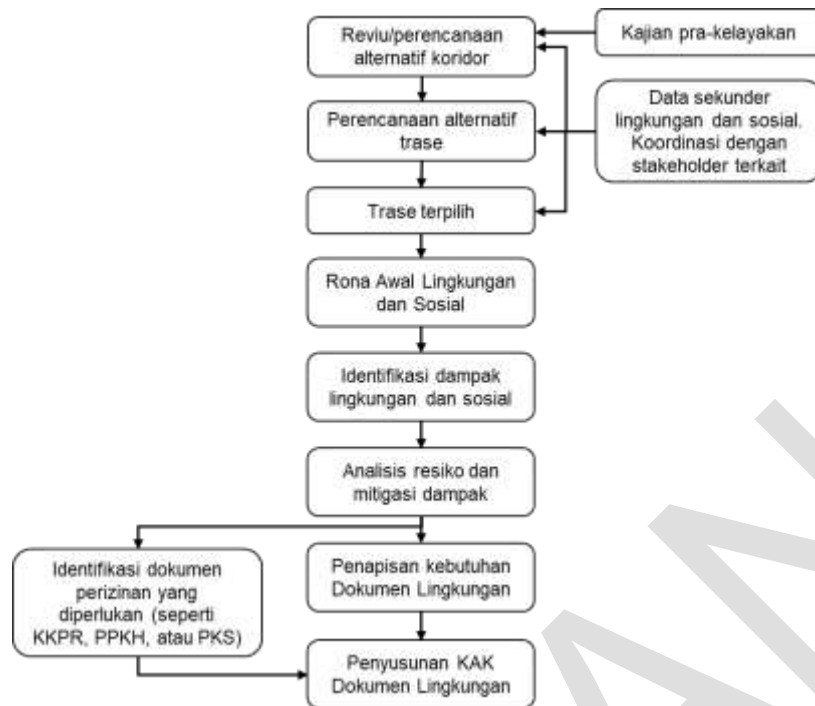 Reviu/perencanaan
alternatif koridor
Kajian pra-kelayakan
Perencanaan alternatif
trase
Data sekunder
lingkungan dan sosial.
Koordinasi dengan
stakeholder terkait
Trase terpilih
Rona Awal Lingkungan
dan Sosial
Identifikasi dampak
lingkungan dan sosial
Analisis resiko dan
mitigasi dampak
Identifikasi dokumen
perizinan yang
diperlukan (seperti
KKPR, PPKH, atau PKS)
Penapisan kebutuhan
Dokumen Lingkungan
Penyusunan KAK
Dokumen Lingkungan